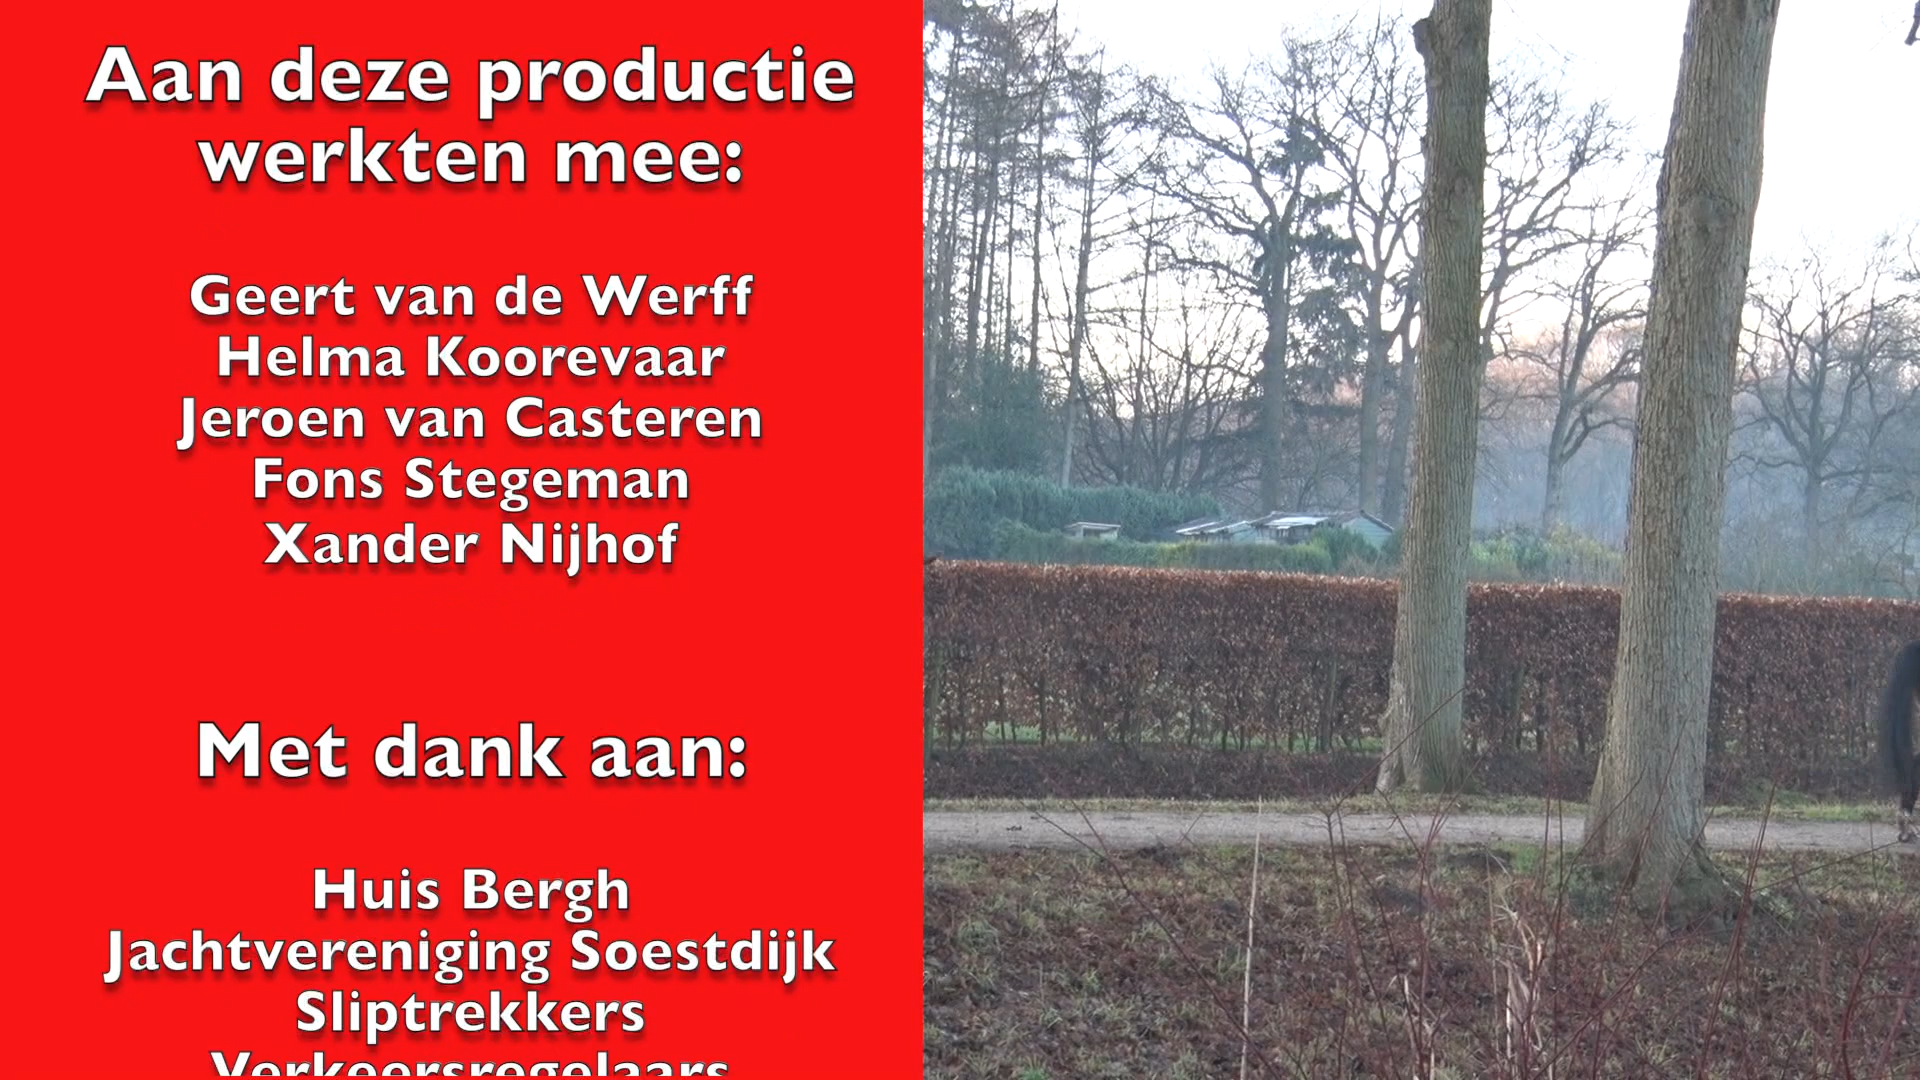 Aan deze productie
werkten mee:
Geert van de Werff
Helma Koorevaar
Jeroen van Casteren
Fons Stegeman
Xander Nijhof
Met dank aan:
Huis Bergh
Jachtvereniging Soestdijk
Sliptrekkers
Verkeersregelaars